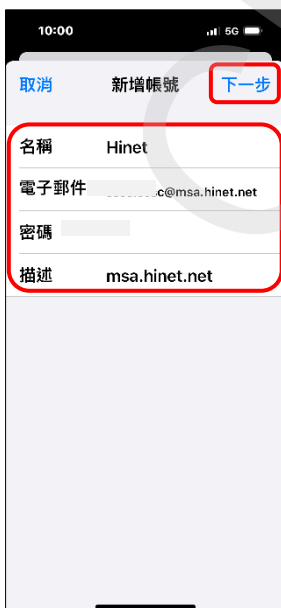 10:00 5G
取消 新增帳號 下一步
名稱 Hinet
電子郵件 c@msa.hinet.net
密碼
描述 msa.hinet.net